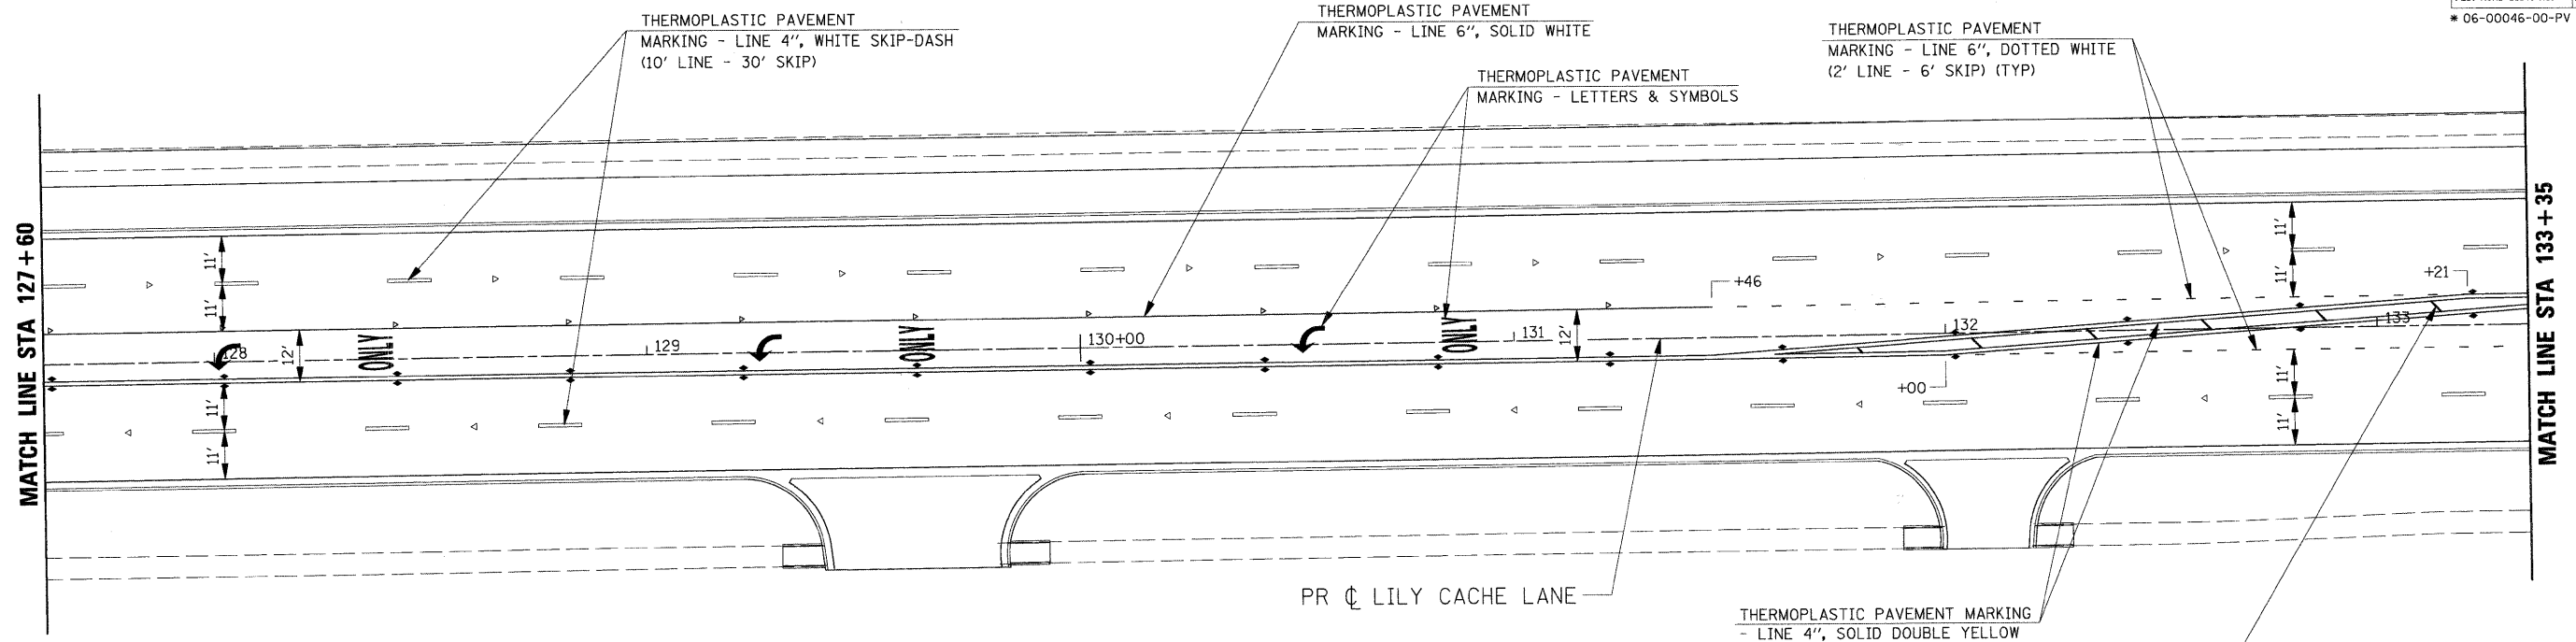 * 06-00046-00-PV
THERMOPLASTIC PAVEMENT
MARKING - LINE 4", WHITE SKIP-DASH
(10' LINE - 30' SKIP)
THERMOPLASTIC PAVEMENT
MARKING - LINE 6", SOLID WHITE
THERMOPLASTIC PAVEMENT
MARKING - LETTERS & SYMBOLS
THERMOPLASTIC PAVEMENT
MARKING - LINE 6", DOTTED WHITE
(2' LINE - 6' SKIP) (TYP)
MATCH LINE STA 127+60
MATCH LINE STA 133+35
11'
11'
11'
11'
+21
+46
12'
128
ONLY
129
ONLY
130+00
ONLY
131
12'
132
133
+00
11'
11'
11'
11'
PR ℄ LILY CACHE LANE
THERMOPLASTIC PAVEMENT MARKING
- LINE 4", SOLID DOUBLE YELLOW